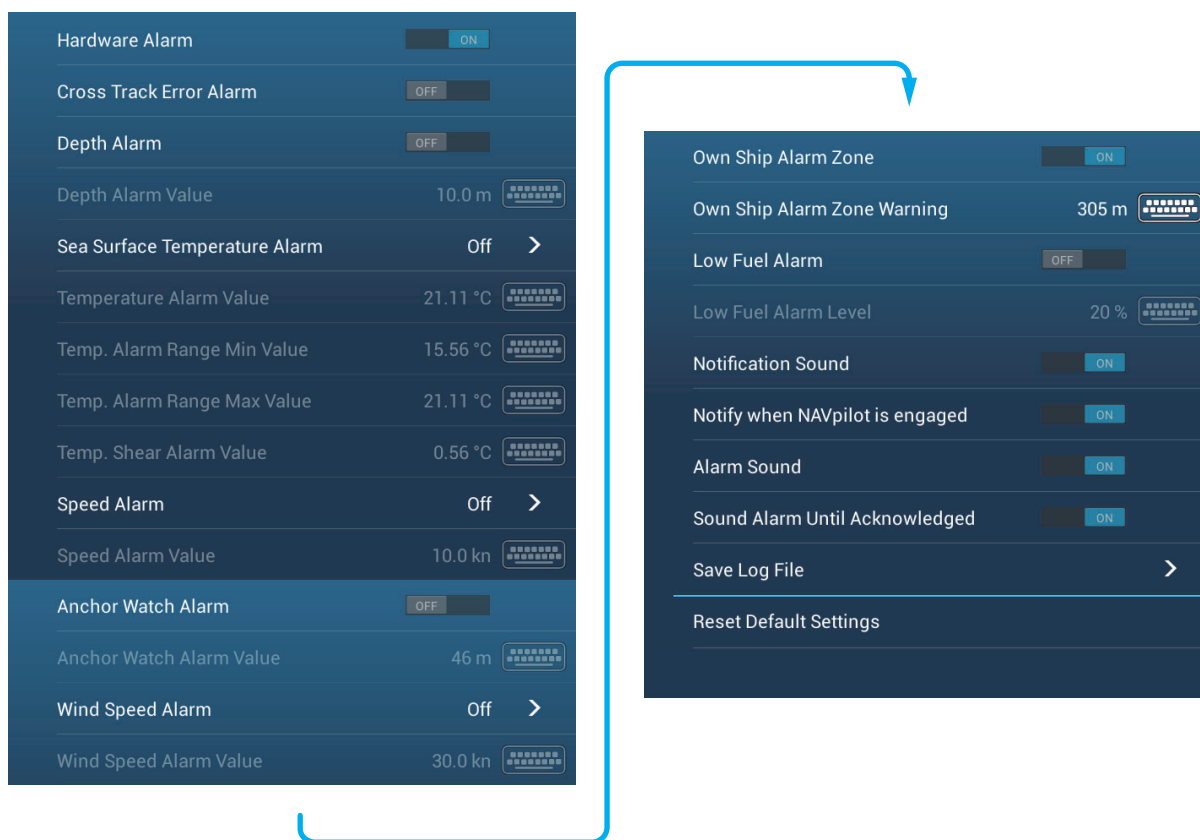 Hardware Alarm ON
Cross Track Error Alarm OFF
Depth Alarm OFF
Depth Alarm Value 10.0 m
Sea Surface Temperature Alarm Off
Temperature Alarm Value 21.11 °C
Temp. Alarm Range Min Value 15.56 °C
Temp. Alarm Range Max Value 21.11 °C
Temp. Shear Alarm Value 0.56 °C
Speed Alarm Off
Speed Alarm Value 10.0 kn
Anchor Watch Alarm OFF
Anchor Watch Alarm Value 46 m
Wind Speed Alarm Off
Wind Speed Alarm Value 30.0 kn
Own Ship Alarm Zone ON
Own Ship Alarm Zone Warning 305 m
Low Fuel Alarm OFF
Low Fuel Alarm Level 20 %
Notification Sound ON
Notify when NAVpilot is engaged ON
Alarm Sound ON
Sound Alarm Until Acknowledged ON
Save Log File
Reset Default Settings